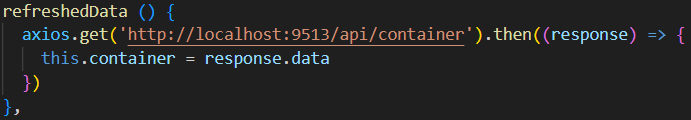 refreshedData () {
axios.get('http://localhost:9513/api/container').then((response) => {
this.container = response.data
})
},